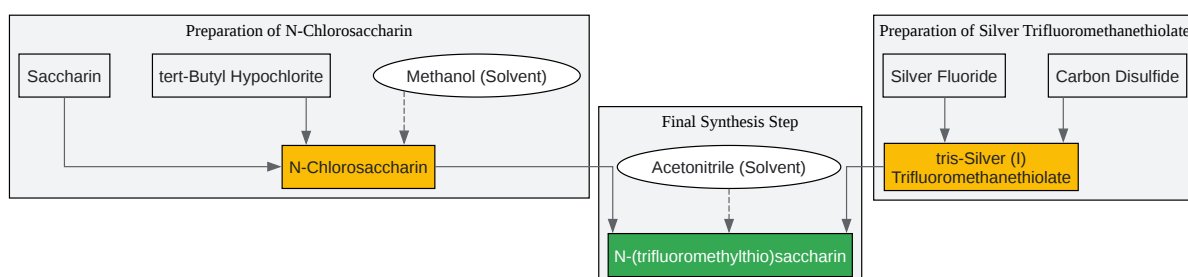 Preparation of N-Chlorosaccharin
Saccharin
tert-Butyl Hypochlorite
Methanol (Solvent)
N-Chlorosaccharin
Final Synthesis Step
Acetonitrile (Solvent)
N-(trifluoromethylthio)saccharin
Preparation of Silver Trifluoromethanethiolate
Silver Fluoride
Carbon Disulfide
tris-Silver (I)
Trifluoromethanethiolate